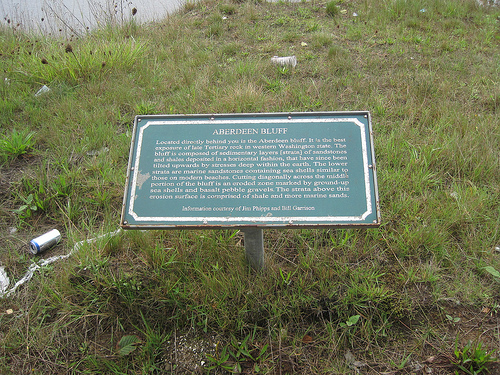 ABERDEEN BLUFF
Located directly behind you is the Aberdeen bluff. It is the best
exposure of late Tertiary rock in western Washington state. The
bluff is composed of sedimentary layers (strata) of sandstones
and shales deposited in a horizontal fashion, that have since been
tilted upwards by stresses deep within the earth. The lower
strata are marine sandstones containing sea shells similar to
those on modern beaches. Cutting diagonally across the middle
portion of the bluff is an eroded zone marked by ground-up
sea shells and basalt pebble gravels. The strata above this
erosion surface is comprised of shale and more marine sands.
Information courtesy of Jim Phipps and Bill Garrison